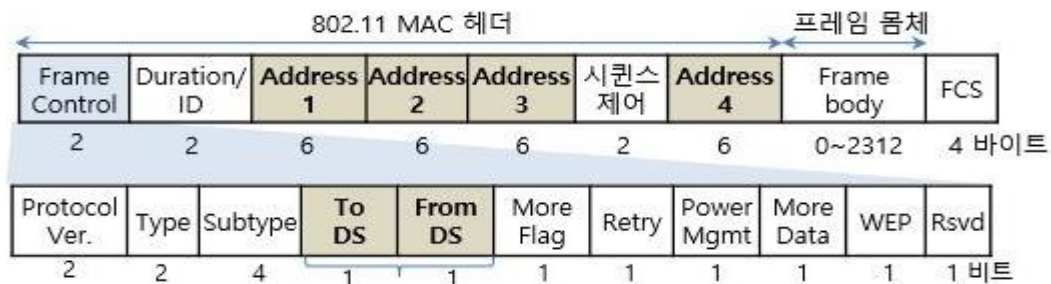 802.11 MAC 헤더 프레임 몸체
Frame Control Duration/ ID Address 1 Address 2 Address 3 시퀀스 제어 Address 4 Frame body FCS
2 2 6 6 6 2 6 0~2312 4 바이트
Protocol Ver. Type Subtype To DS From DS More Flag Retry Power Mgmt More Data WEP Rsvd
2 2 4 1 1 1 1 1 1 1 1 비트